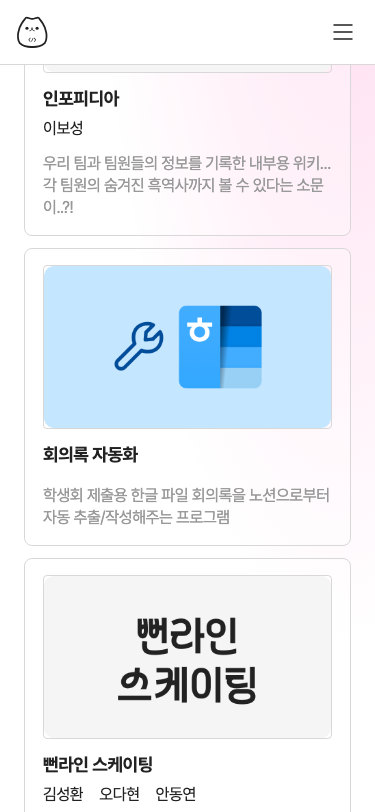 인포피디아
이보성
우리 팀과 팀원들의 정보를 기록한 내부용 위키...
각 팀원의 숨겨진 흑역사까지 볼 수 있다는 소문
이..?!
ㅎ
회의록 자동화
학생회 제출용 한글 파일 회의록을 노션으로부터
자동 추출/작성해주는 프로그램
뻔라인
스케이팅
뻔라인 스케이팅
김성환 오다현 안동연